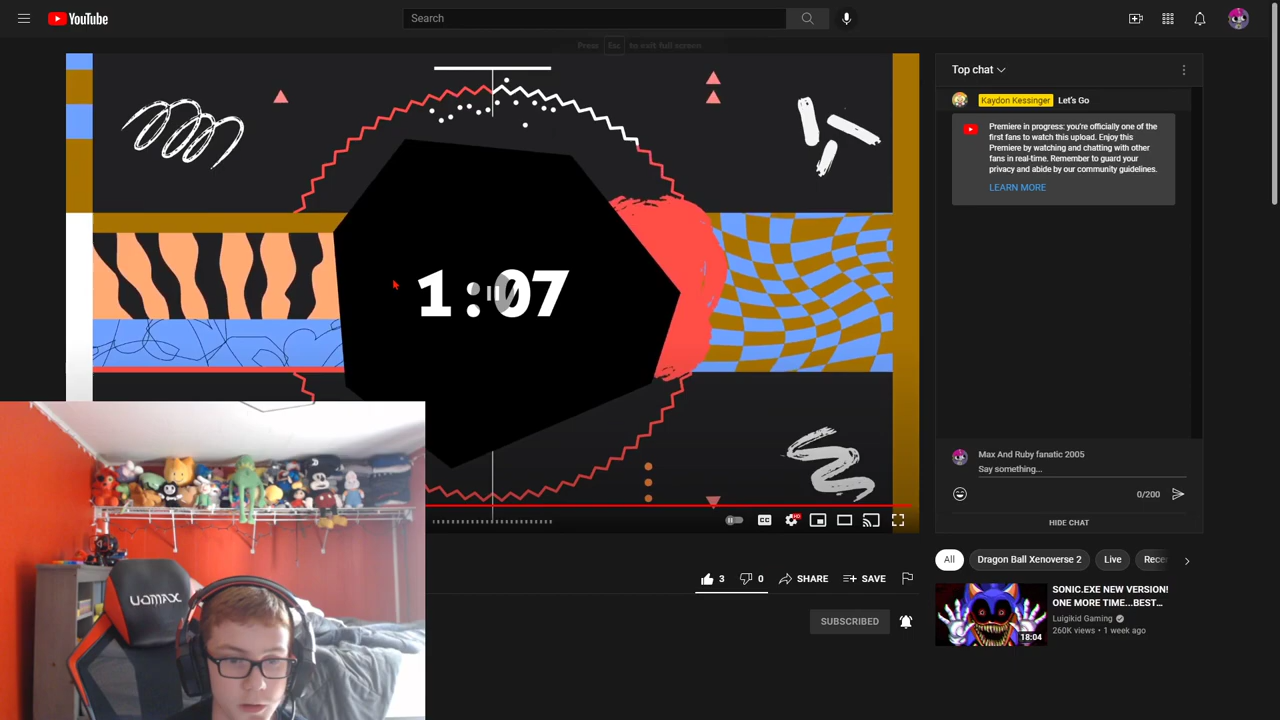 YouTube
Search
Press Esc to exit full screen
Top chat
Kaydon Kessinger Let's Go
Premiere in progress: you're officially one of the
first fans to watch this upload. Enjoy this
Premiere by watching and chatting with other
fans in real-time. Remember to guard your
privacy and abide by our community guidelines.
LEARN MORE
1:07
Max And Ruby fanatic 2005
Say something...
0/200
HIDE CHAT
CC
HD
3
0
SHARE
SAVE
SUBSCRIBED
All
Dragon Ball Xenoverse 2
Live
Rece
SONIC.EXE NEW VERSION!
ONE MORE TIME...BEST...
Luigikid Gaming
260K views • 1 week ago
18:04